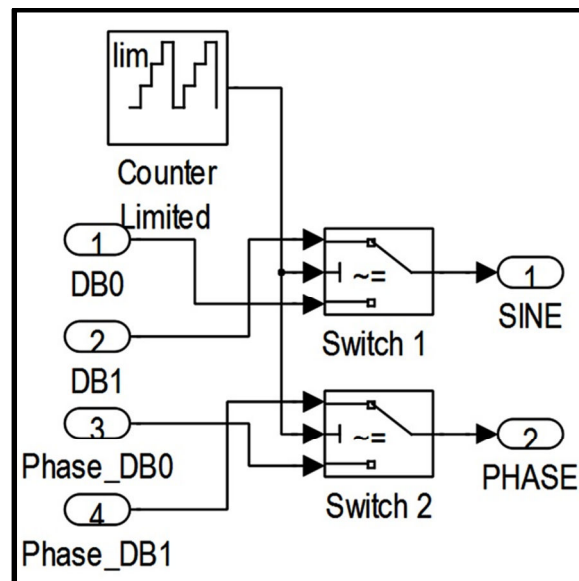 lim
Counter
Limited
1
DB0
~=
1
Switch 1
SINE
2
DB1
3
Phase_DB0
~=
2
Switch 2
PHASE
4
Phase_DB1